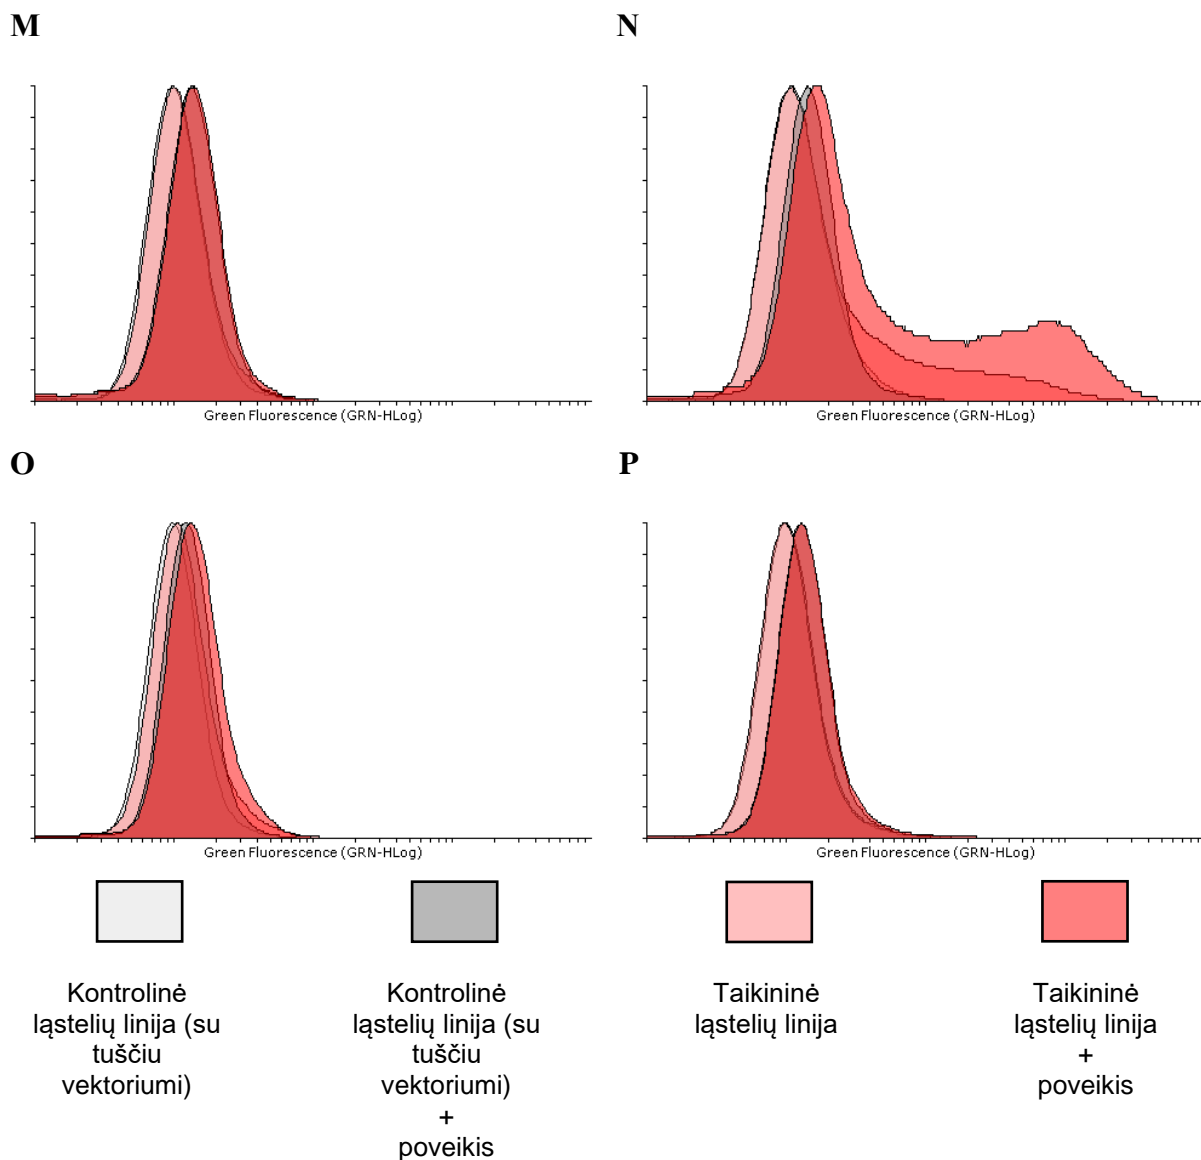 M
N
Green Fluorescence (GRN-HLog)
Green Fluorescence (GRN-HLog)
O
P
Green Fluorescence (GRN-HLog)
Green Fluorescence (GRN-HLog)
Kontrolinė
ląstelių linija (su
tuščiu
vektoriumi)
Kontrolinė
ląstelių linija (su
tuščiu
vektoriumi)
+
poveikis
Taikininė
ląstelių linija
Taikininė
ląstelių linija
+
poveikis